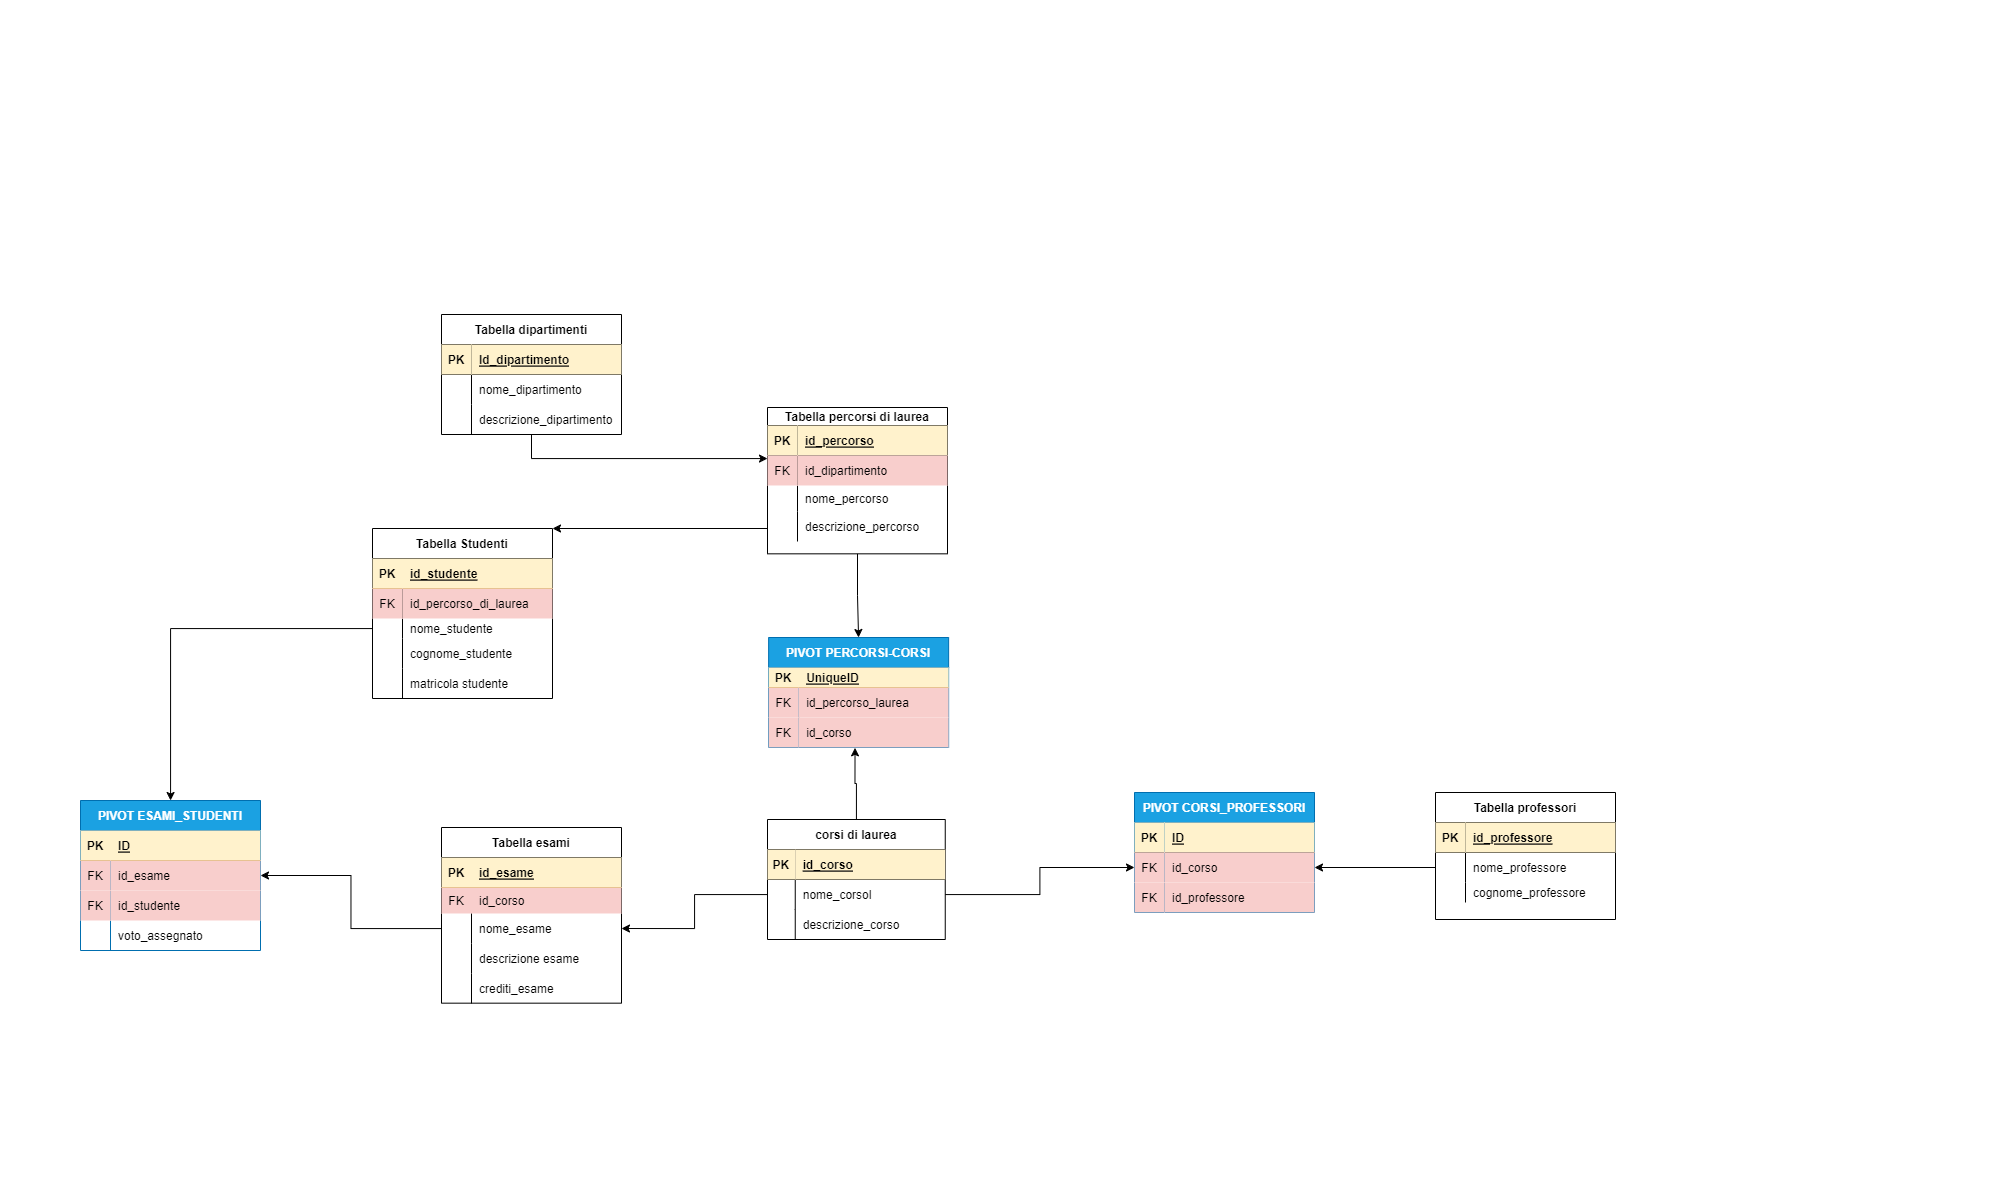 Tabella dipartimenti
PK Id_dipartimento
nome_dipartimento
descrizione_dipartimento
Tabella percorsi di laurea
PK id_percorso
FK id_dipartimento
nome_percorso
descrizione_percorso
Tabella Studenti
PK id_studente
FK id_percorso_di_laurea
nome_studente
cognome_studente
matricola studente
PIVOT PERCORSI-CORSI
PK UniqueID
FK id_percorso_laurea
FK id_corso
PIVOT ESAMI_STUDENTI
PK ID
FK id_esame
FK id_studente
voto_assegnato
Tabella esami
PK id_esame
FK id_corso
nome_esame
descrizione esame
crediti_esame
corsi di laurea
PK id_corso
nome_corsol
descrizione_corso
PIVOT CORSI_PROFESSORI
PK ID
FK id_corso
FK id_professore
Tabella professori
PK id_professore
nome_professore
cognome_professore